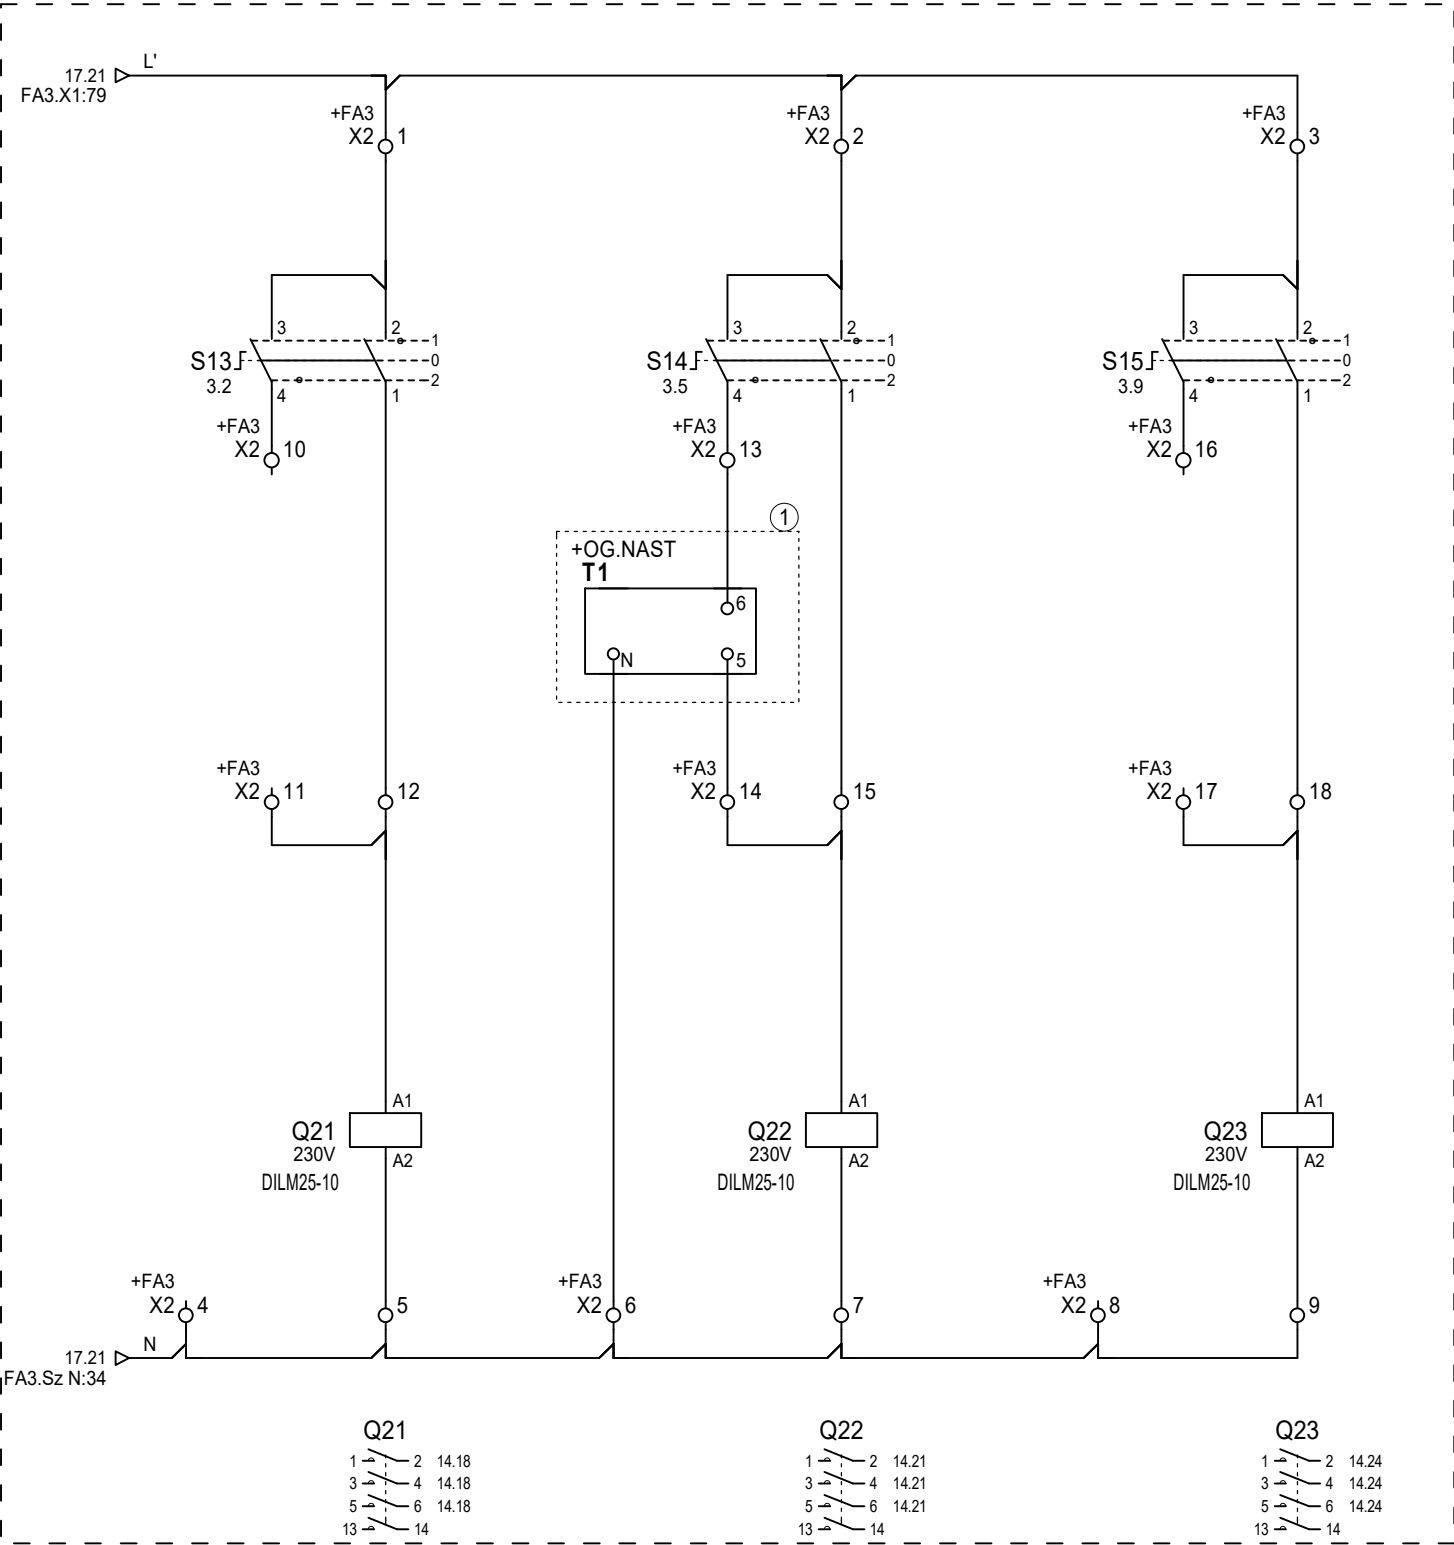 L'
17.21
FA3.X1:79
+FA3
X2 1
+FA3
X2 2
+FA3
X2 3
3 2 1
S13 0
3.2 2
4 1
3 2 1
S14 0
3.5 2
4 1
3 2 1
S15 0
3.9 2
4 1
+FA3
X2 10
+FA3
X2 13
+FA3
X2 16
1
+OG.NAST
T1
6
N 5
+FA3
X2 11 12
+FA3
X2 14 15
+FA3
X2 17 18
A1
Q21
230V
A2
DILM25-10
A1
Q22
230V
A2
DILM25-10
A1
Q23
230V
A2
DILM25-10
+FA3
X2 4 5
+FA3
X2 6 7
+FA3
X2 8 9
N
17.21
FA3.Sz N:34
Q21
1 2 14.18
3 4 14.18
5 6 14.18
13 14
Q22
1 2 14.21
3 4 14.21
5 6 14.21
13 14
Q23
1 2 14.24
3 4 14.24
5 6 14.24
13 14